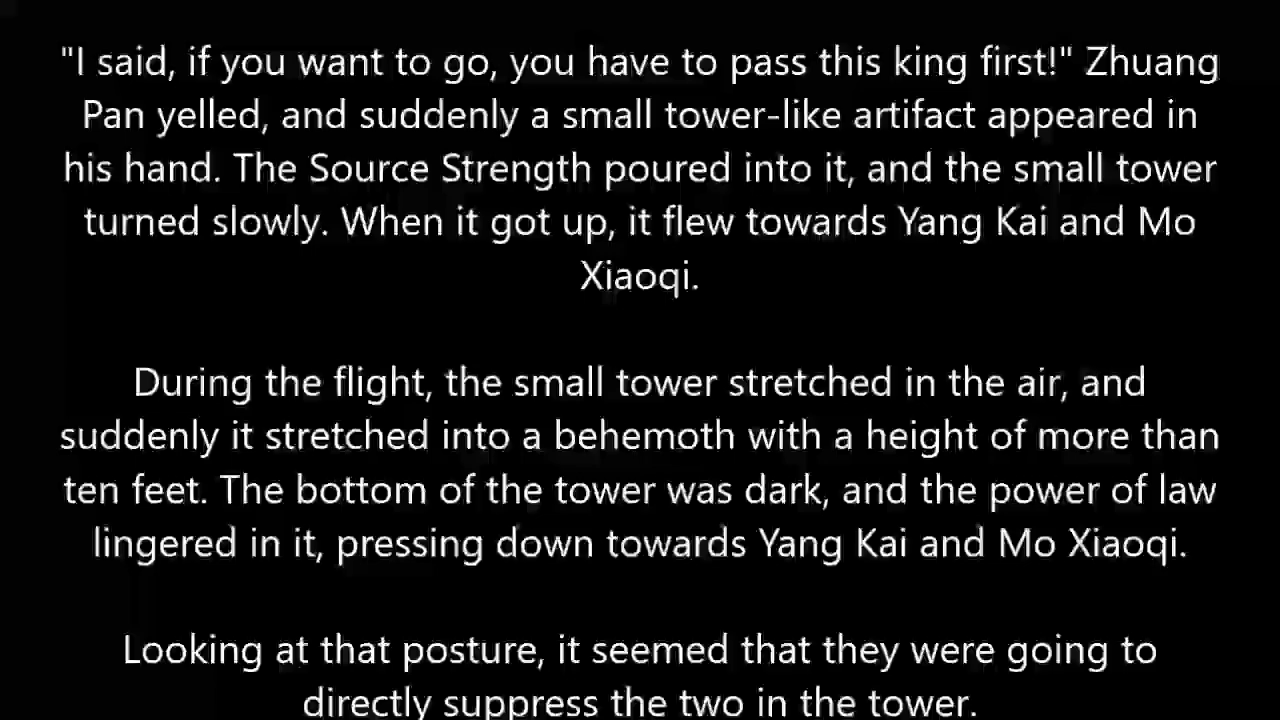 "I said, if you want to go, you have to pass this king first!" Zhuang
Pan yelled, and suddenly a small tower-like artifact appeared in
his hand. The Source Strength poured into it, and the small tower
turned slowly. When it got up, it flew towards Yang Kai and Mo
Xiaoqi.
During the flight, the small tower stretched in the air, and
suddenly it stretched into a behemoth with a height of more than
ten feet. The bottom of the tower was dark, and the power of law
lingered in it, pressing down towards Yang Kai and Mo Xiaoqi.
Looking at that posture, it seemed that they were going to
directly suppress the two in the tower.